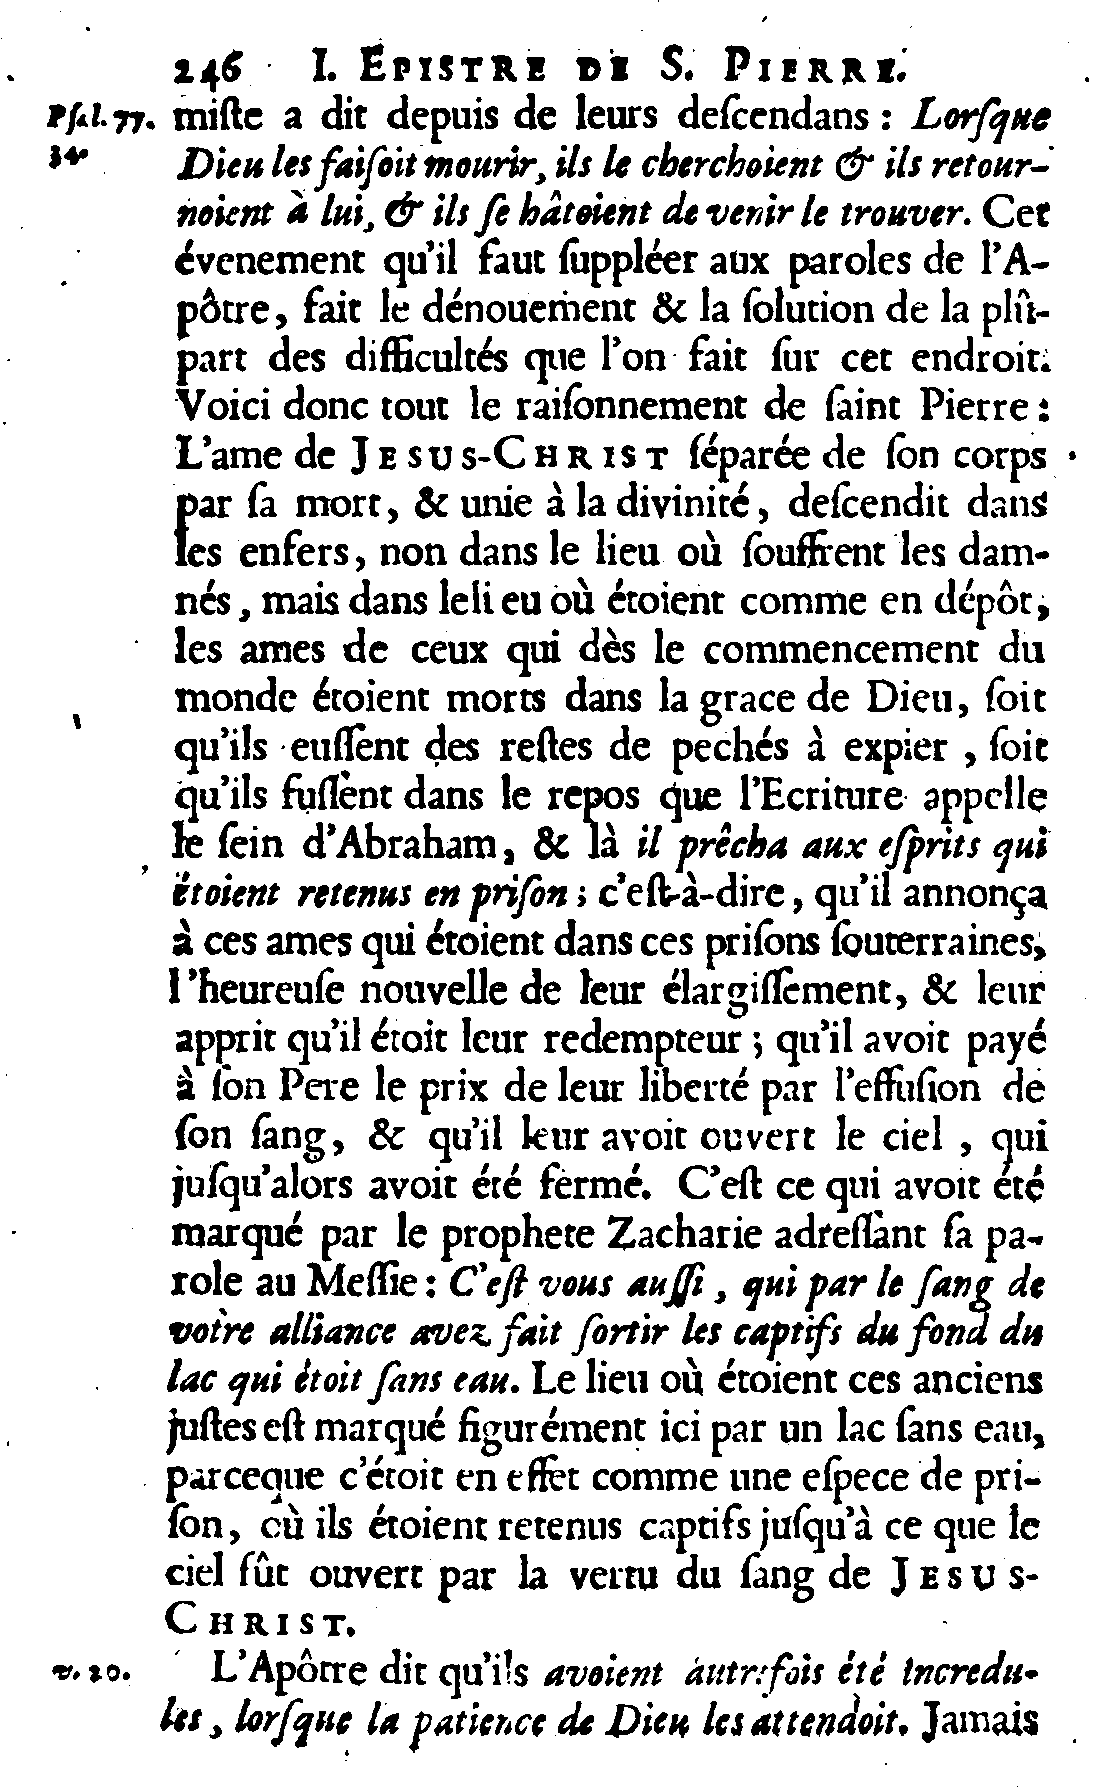 246 I. EPISTRE DE S. PIERRE.
Psal. 77. miſte a dit depuis de leurs deſcendans : Lorſque
34. Dieu les faiſoit mourir, ils le cherchoient & ils retour-
noient à lui, & ils ſe hâtoient de venir le trouver. Cet
évenement qu'il faut ſuppléer aux paroles de l'A-
pôtre, fait le dénouement & la ſolution de la plû-
part des difficultés que l'on fait ſur cet endroit.
Voici donc tout le raiſonnement de ſaint Pierre :
L'ame de JESUS-CHRIST ſéparée de ſon corps
par ſa mort, & unie à la divinité, deſcendit dans
les enfers, non dans le lieu où ſouffrent les dam-
nés, mais dans leli eu où étoient comme en dépôt,
les ames de ceux qui dès le commencement du
monde étoient morts dans la grace de Dieu, ſoit
qu'ils euſſent des reſtes de pechés à expier, ſoit
qu'ils fuſſènt dans le repos que l'Ecriture appelle
le ſein d'Abraham, & là il prêcha aux eſprits qui
étoient retenus en priſon ; c'eſt-à-dire, qu'il annonça
à ces ames qui étoient dans ces priſons ſouterraines,
l'heureuſe nouvelle de leur élargiſſement, & leur
apprit qu'il étoit leur redempteur ; qu'il avoit payé
à ſon Pere le prix de leur liberté par l'effuſion de
ſon ſang, & qu'il leur avoit ouvert le ciel, qui
juſqu'alors avoit été fermé. C'eſt ce qui avoit été
marqué par le prophete Zacharie adreſſànt ſa pa-
role au Meſſie : C'eſt vous auſſi, qui par le ſang de
votre alliance avez fait ſortir les captifs du fond du
lac qui étoit ſans eau. Le lieu où étoient ces anciens
juſtes eſt marqué figurément ici par un lac ſans eau,
parceque c'étoit en effet comme une eſpece de pri-
ſon, où ils étoient retenus captifs juſqu'à ce que le
ciel fût ouvert par la vertu du ſang de JESUS-
CHRIST.
v. 20. L'Apôtre dit qu'ils avoient autrefois été incredu-
les, lorſque la patience de Dieu les attendoit. Jamais